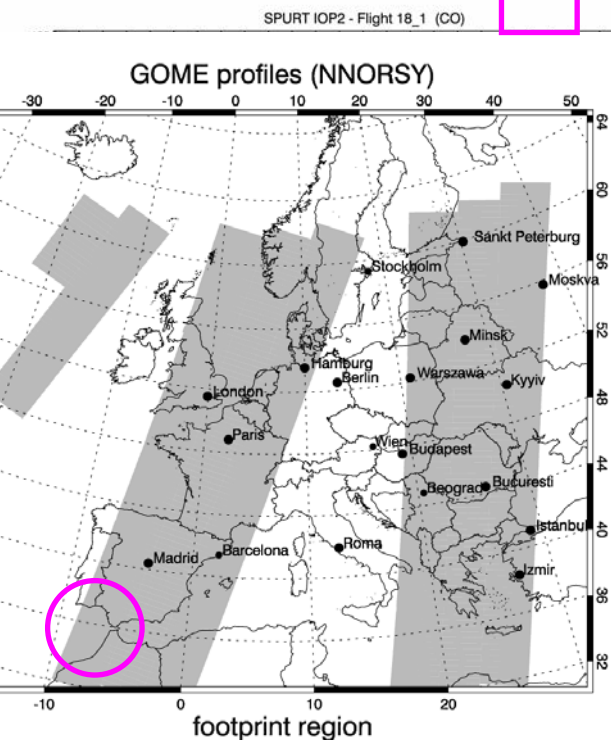 SPURT IOP2 - Flight 18_1 (CO)
GOME profiles (NNORSY)
-30 -20 -10 0 10 20 30 40 50
64
60
Sankt Peterburg
Stockholm
56
Moskva
52
Minsk
Hamburg
Berlin
Warszawa
Kyyiv
48
London
Paris
Wien
Budapest
44
Beograd
Bucuresti
40
Istanbul
Roma
Barcelona
Madrid
Izmir
36
32
-10 0 10 20
footprint region